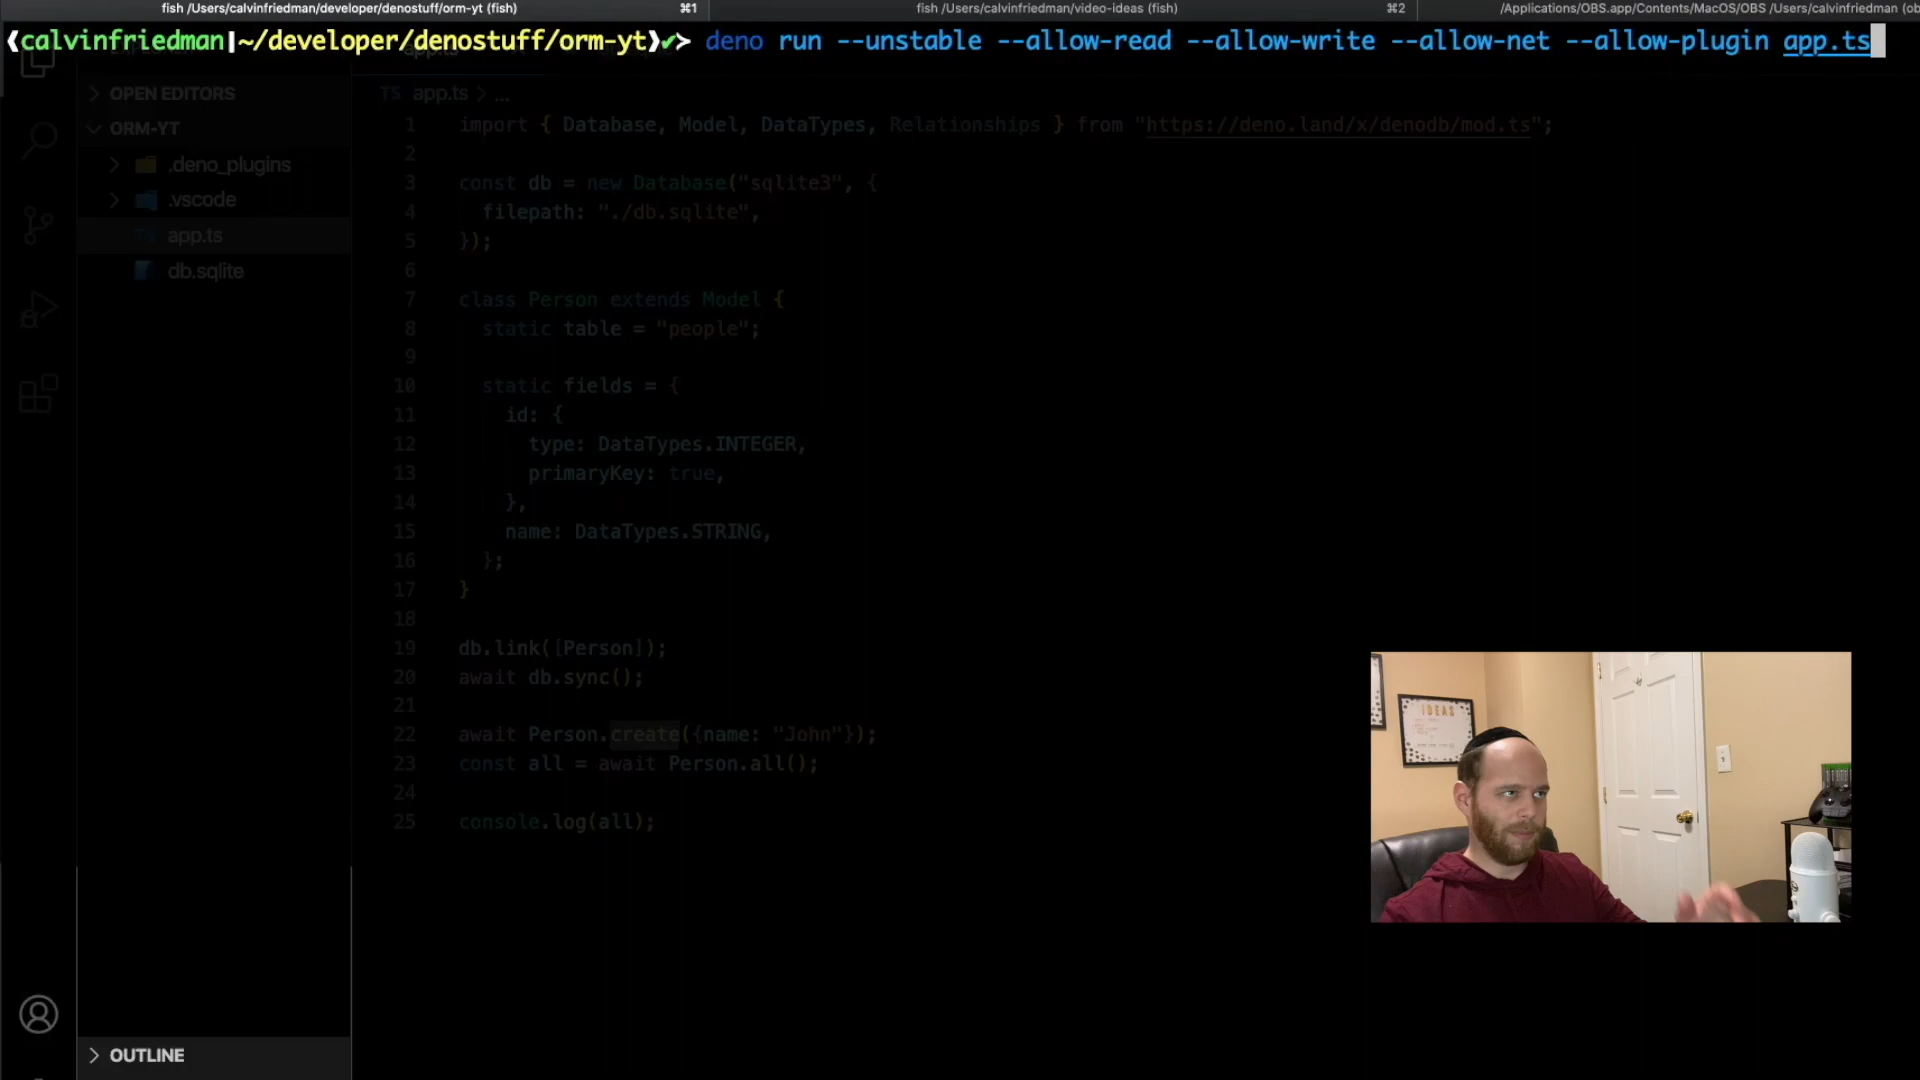 fish /Users/calvinfriedman/developer/denostuff/orm-yt (fish) ⌘1 fish /Users/calvinfriedman/video-ideas (fish) ⌘2 /Applications/OBS.app/Contents/MacOS/OBS /Users/calvinfriedman (ob
(calvinfriedman|~/developer/denostuff/orm-yt)✔> deno run --unstable --allow-read --allow-write --allow-net --allow-plugin app.ts
OPEN EDITORS
ORM-YT
.deno_plugins
.vscode
TS app.ts
db.sqlite
OUTLINE
TS app.ts > ...
1 import { Database, Model, DataTypes, Relationships } from "https://deno.land/x/denodb/mod.ts";
2
3 const db = new Database("sqlite3", {
4 filepath: "./db.sqlite",
5 });
6
7 class Person extends Model {
8 static table = "people";
9
10 static fields = {
11 id: {
12 type: DataTypes.INTEGER,
13 primaryKey: true,
14 },
15 name: DataTypes.STRING,
16 };
17 }
18
19 db.link([Person]);
20 await db.sync();
21
22 await Person.create({name: "John"});
23 const all = await Person.all();
24
25 console.log(all);
IDEAS